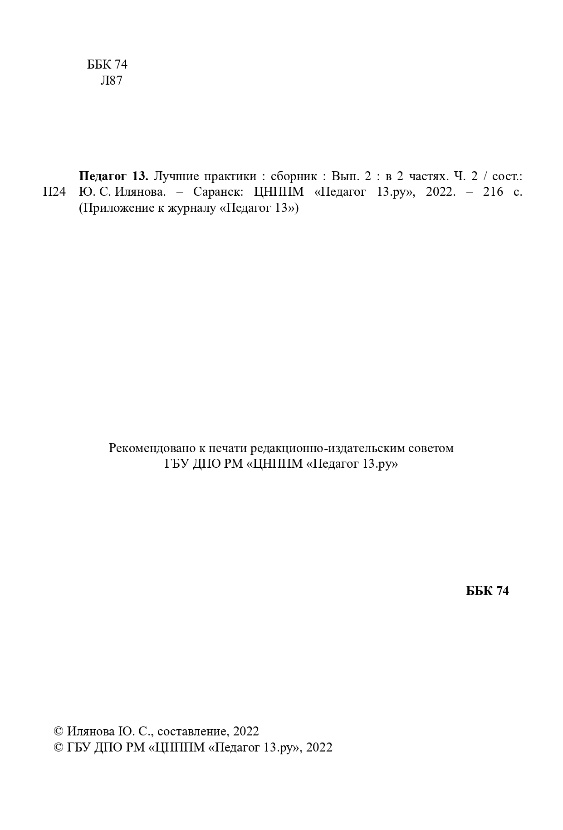 ББК 74
Л87
Педагог 13. Лучшие практики : сборник : Вып. 2 : в 2 частях. Ч. 2 / сост.:
П24 Ю. С. Илянова. – Саранск: ЦНППМ «Педагог 13.ру», 2022. – 216 с.
(Приложение к журналу «Педагог 13»)
Рекомендовано к печати редакционно-издательским советом
ГБУ ДПО РМ «ЦНППМ «Педагог 13.ру»
ББК 74
© Илянова Ю. С., составление, 2022
© ГБУ ДПО РМ «ЦНППМ «Педагог 13.ру», 2022